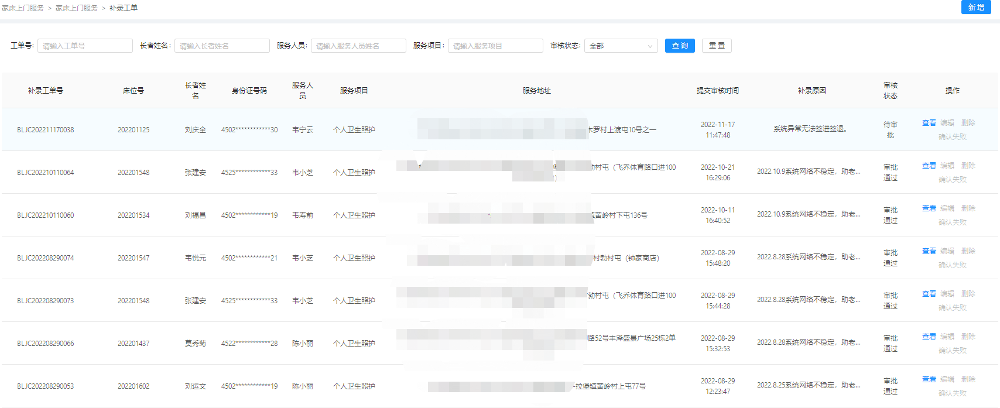 家床上门服务 > 家床上门服务 > 补录工单
新增
工单号: 请输入工单号 长者姓名: 请输入长者姓名 服务人员: 请输入服务人员姓名 服务项目: 请输入服务项目 审核状态: 全部 查询 重置
补录工单号 床位号 长者姓名 身份证号码 服务人员 服务项目 服务地址 提交审核时间 补录原因 审核状态 操作
BLJC202211170038 202201125 刘庆全 4502************30 韦宁云 个人卫生照护 木罗村上渡屯10号之一 2022-11-17 11:47:48 系统异常无法签进签退。 待审批 查看 编辑 删除 确认失败
BLJC202210110064 202201548 张建安 4525************33 韦小芝 个人卫生照护 勃村屯（飞乔体育路口进100 2022-10-21 16:29:06 2022.10.9系统网络不稳定，助老... 审批通过 查看 编辑 删除 确认失败
BLJC202210110060 202201534 刘福昌 4502************19 韦寿前 个人卫生照护 镇黄岭村下屯136号 2022-10-11 16:40:52 2022.10.9系统网络不稳定，助老... 审批通过 查看 编辑 删除 确认失败
BLJC202208290074 202201547 韦悦元 4502************21 韦小芝 个人卫生照护 村勃村屯（钟家商店） 2022-08-29 15:48:20 2022.8.28系统网络不稳定，助老... 审批通过 查看 编辑 删除 确认失败
BLJC202208290073 202201548 张建安 4525************33 韦小芝 个人卫生照护 勃村屯（飞乔体育路口进100 2022-08-29 15:44:28 2022.8.28系统网络不稳定，助老... 审批通过 查看 编辑 删除 确认失败
BLJC202208290066 202201437 莫秀菊 4522************28 陈小丽 个人卫生照护 路52号丰泽盛景广场25栋2单 2022-08-29 15:32:53 2022.8.28系统网络不稳定，助老... 审批通过 查看 编辑 删除 确认失败
BLJC202208290053 202201602 刘运文 4502************19 陈小丽 个人卫生照护 拉堡镇黄岭村上屯77号 2022-08-29 12:23:47 2022.8.25系统网络不稳定，助老... 审批通过 查看 编辑 删除 确认失败